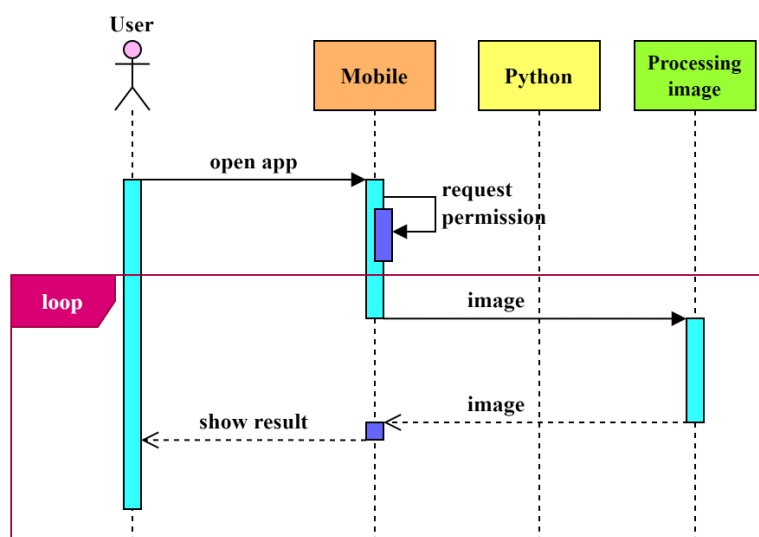 User
Mobile
Python
Processing
image
open app
request
permission
loop
image
image
show result